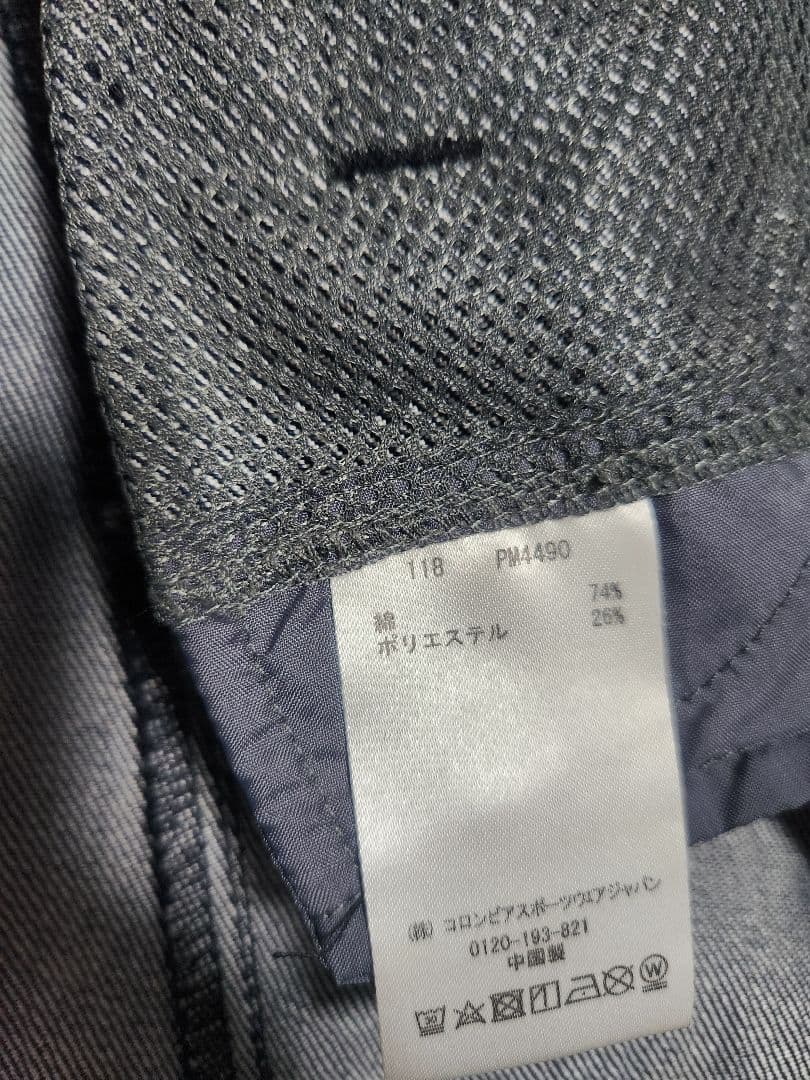 118 PM4490
綿 74%
ポリエステル 26%
㈱ コロンビアスポーツウエアジャパン
0120-193-821
中国製
30 W